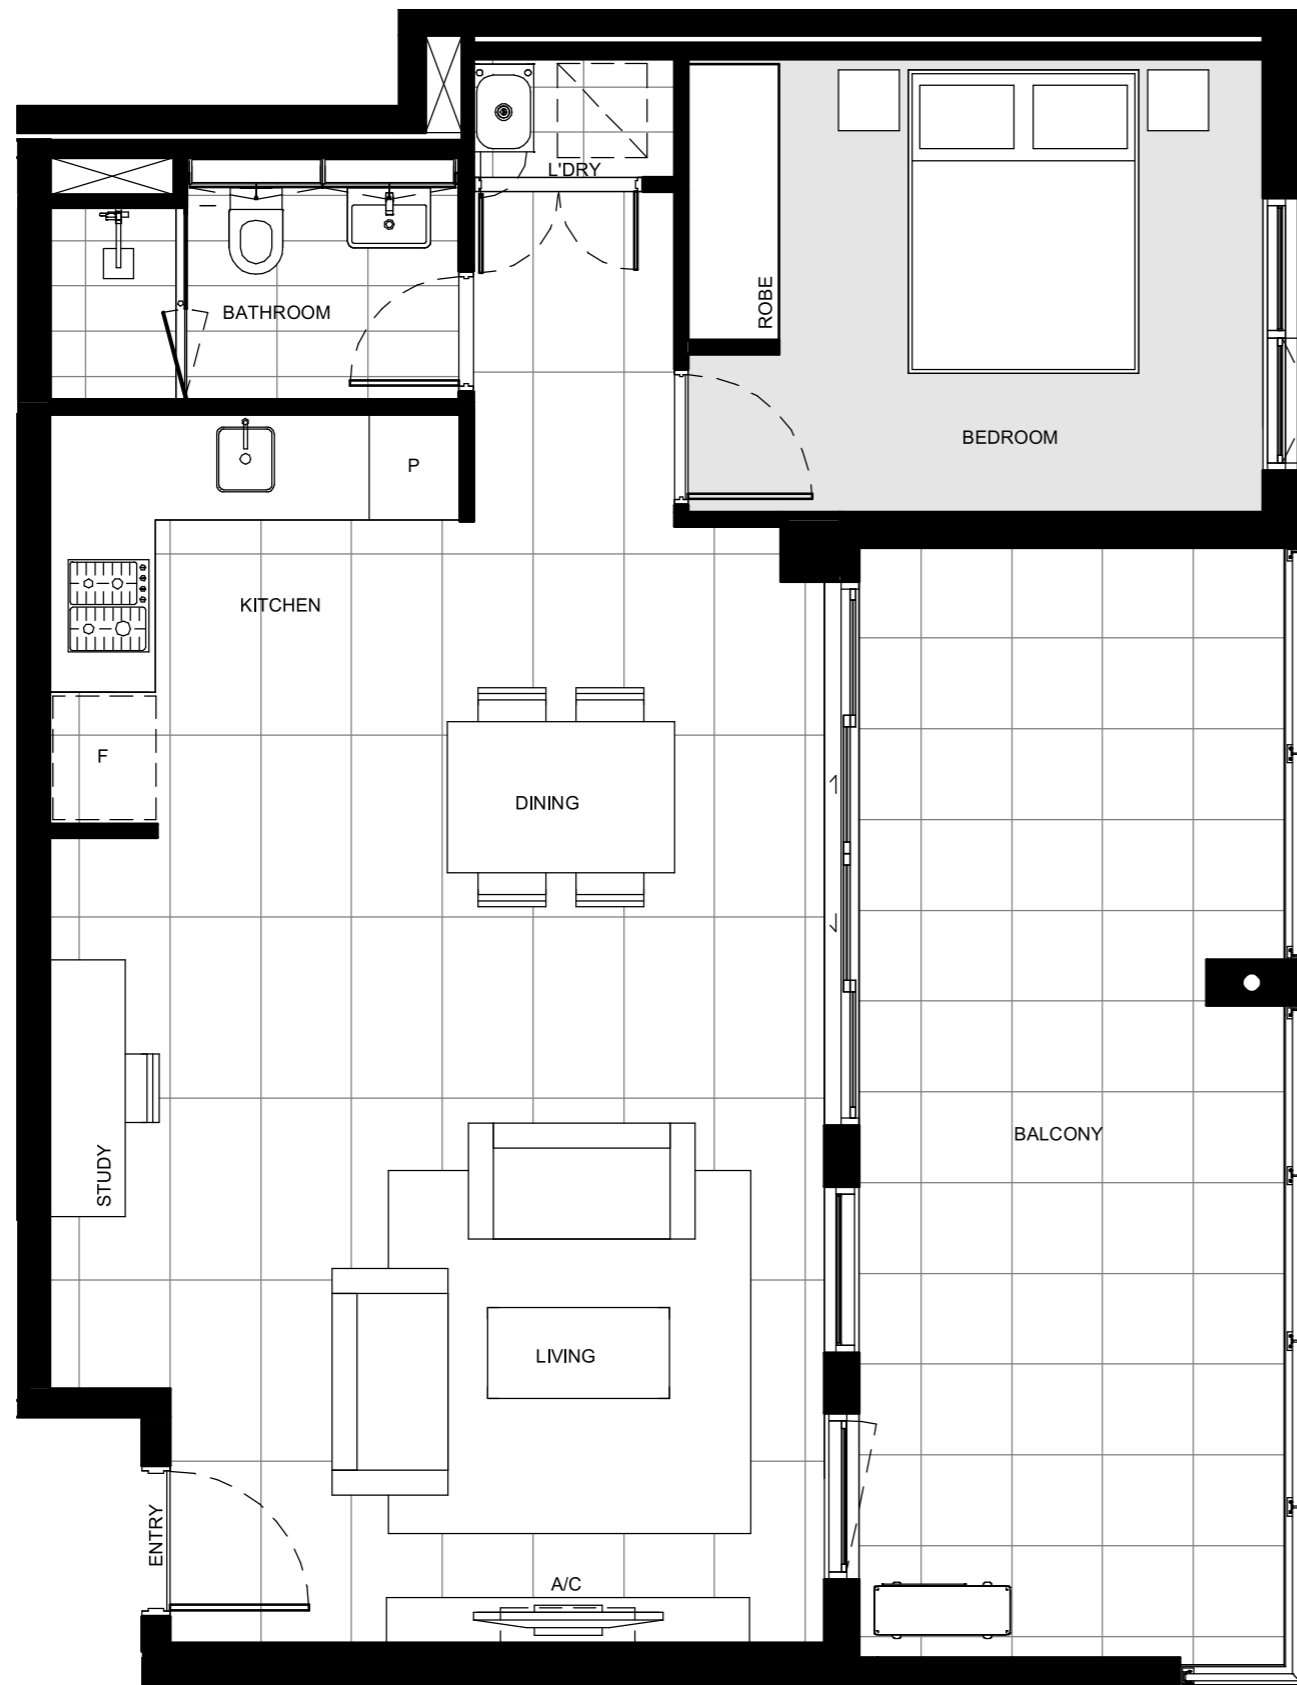 L'DRY
BATHROOM
ROBE
BEDROOM
P
KITCHEN
F
DINING
BALCONY
STUDY
LIVING
ENTRY
A/C